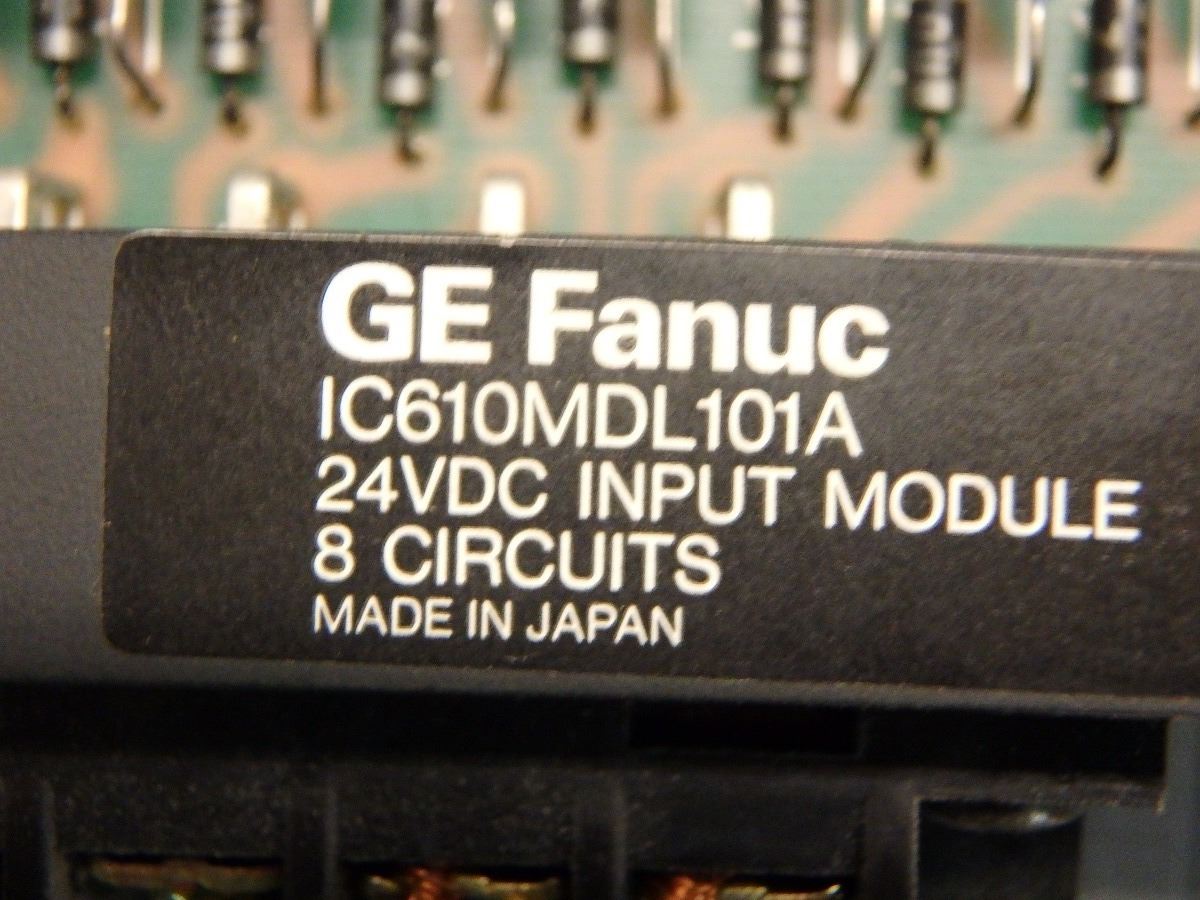 GE Fanuc
IC610MDL101A
24VDC INPUT MODULE
8 CIRCUITS
MADE IN JAPAN